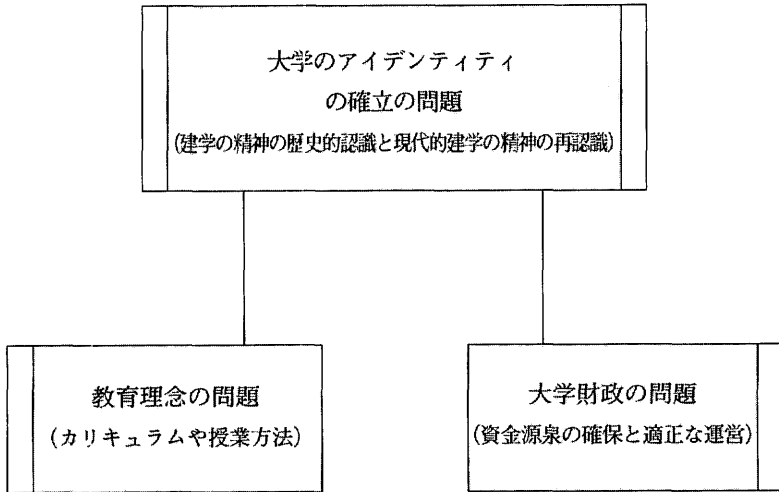 大学のアイデンティティ
の確立の問題
(建学の精神の歴史的認識と現代的建学の精神の再認識)
教育理念の問題
(カリキュラムや授業方法)
大学財政の問題
(資金源泉の確保と適正な運営)